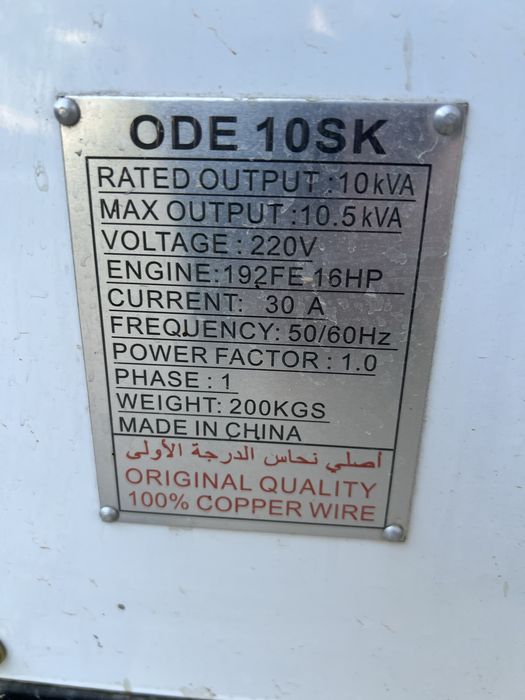 ODE 10SK
RATED OUTPUT :10kVA
MAX OUTPUT :10.5kVA
VOLTAGE : 220V
ENGINE:192FE 16HP
CURRENT: 30 A
FREQUENCY: 50/60Hz
POWER FACTOR : 1.0
PHASE : 1
WEIGHT: 200KGS
MADE IN CHINA
أصلي نحاس الدرجة الأولى
ORIGINAL QUALITY
100% COPPER WIRE